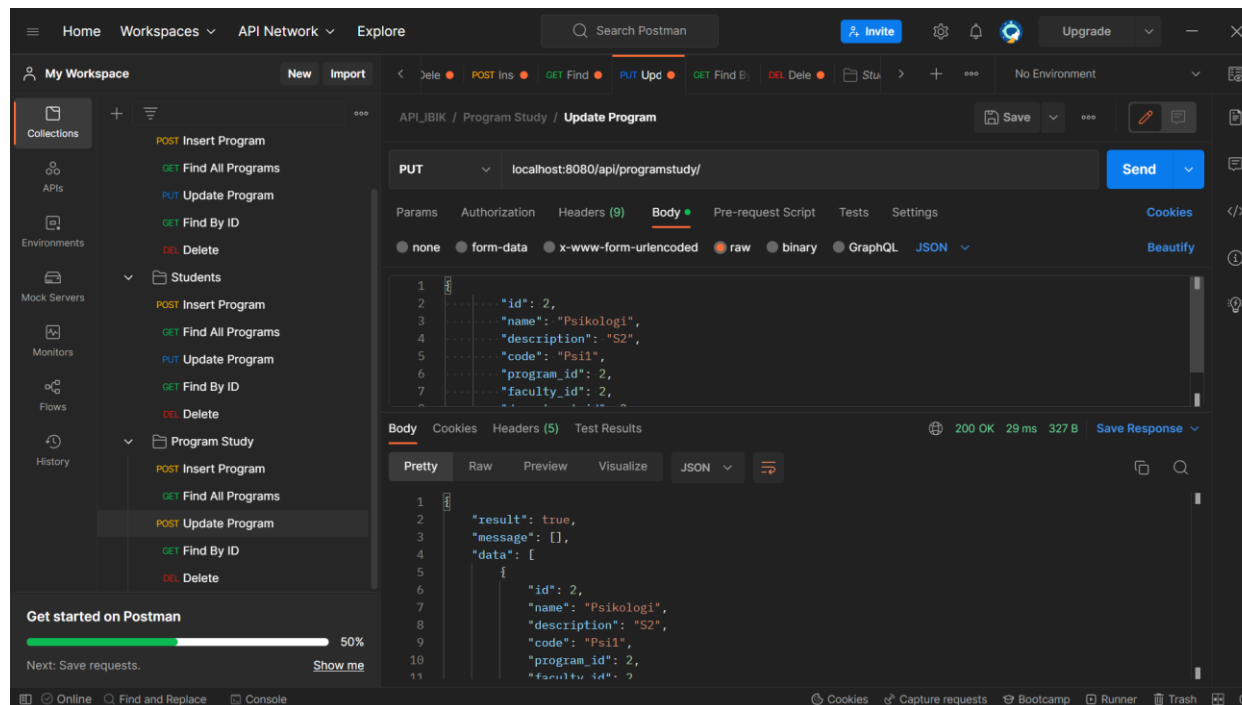 Home Workspaces API Network Explore Search Postman Invite Upgrade
My Workspace New Import
Dele POST Ins GET Find PUT Upd GET Find By DEL Dele Stu No Environment
Collections
APIs
Environments
Mock Servers
Monitors
Flows
History
POST Insert Program
GET Find All Programs
PUT Update Program
GET Find By ID
DEL Delete
Students
POST Insert Program
GET Find All Programs
PUT Update Program
GET Find By ID
DEL Delete
Program Study
POST Insert Program
GET Find All Programs
POST Update Program
GET Find By ID
DEL Delete
Get started on Postman
50%
Next: Save requests. Show me
API_IBIK / Program Study / Update Program Save
PUT localhost:8080/api/programstudy/ Send
Params Authorization Headers (9) Body Pre-request Script Tests Settings Cookies
none form-data x-www-form-urlencoded raw binary GraphQL JSON Beautify
1 {
2 "id": 2,
3 "name": "Psikologi",
4 "description": "S2",
5 "code": "Psi1",
6 "program_id": 2,
7 "faculty_id": 2,
Body Cookies Headers (5) Test Results 200 OK 29 ms 327 B Save Response
Pretty Raw Preview Visualize JSON
1 {
2 "result": true,
3 "message": [],
4 "data": [
5 {
6 "id": 2,
7 "name": "Psikologi",
8 "description": "S2",
9 "code": "Psi1",
10 "program_id": 2,
11 "faculty_id": 2
Online Find and Replace Console Cookies Capture requests Bootcamp Runner Trash